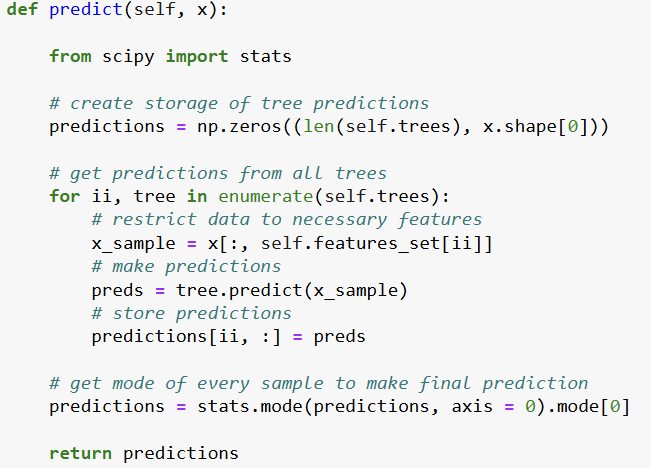 def predict(self, x):
    from scipy import stats
    # create storage of tree predictions
    predictions = np.zeros((len(self.trees), x.shape[0]))
    # get predictions from all trees
    for ii, tree in enumerate(self.trees):
        # restrict data to necessary features
        x_sample = x[:, self.features_set[ii]]
        # make predictions
        preds = tree.predict(x_sample)
        # store predictions
        predictions[ii, :] = preds
    # get mode of every sample to make final prediction
    predictions = stats.mode(predictions, axis = 0).mode[0]
    return predictions